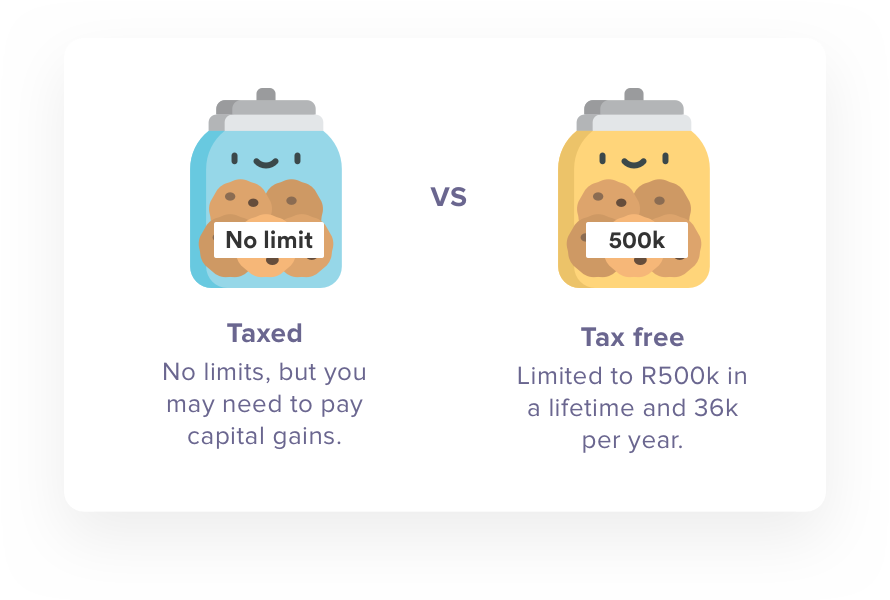 No limit
VS
500k
Taxed
No limits, but you
may need to pay
capital gains.
Tax free
Limited to R500k in
a lifetime and 36k
per year.